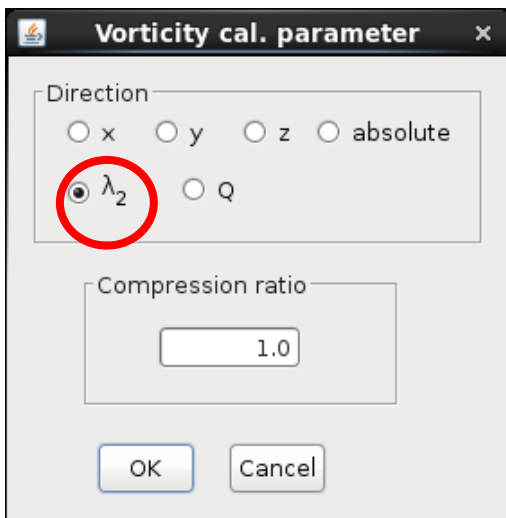 Vorticity cal. parameter ×
Direction
x y z absolute
λ₂ Q
Compression ratio
1.0
OK Cancel